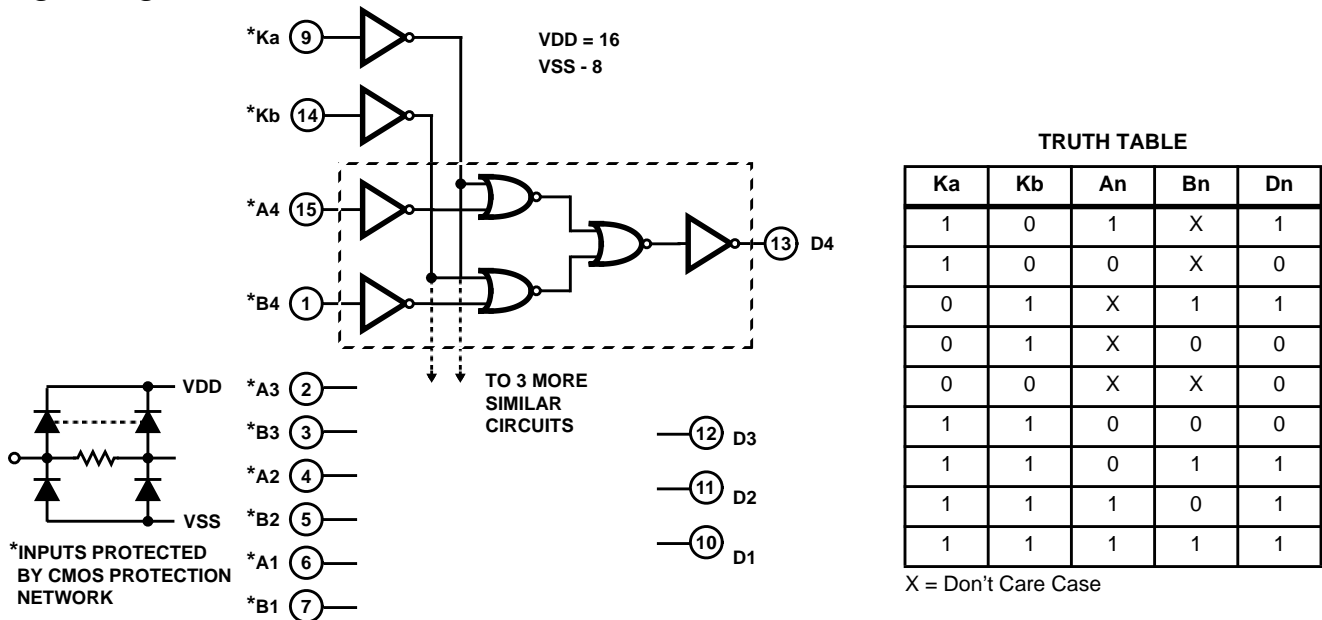 *Ka 9
VDD = 16
VSS - 8
*Kb 14
*A4 15
13 D4
*B4 1
TO 3 MORE
SIMILAR
CIRCUITS
*A3 2
*B3 3
*A2 4
*B2 5
*A1 6
*B1 7
12 D3
11 D2
10 D1
VDD
VSS
*INPUTS PROTECTED
BY CMOS PROTECTION
NETWORK
TRUTH TABLE
Ka Kb An Bn Dn
1 0 1 X 1
1 0 0 X 0
0 1 X 1 1
0 1 X 0 0
0 0 X X 0
1 1 0 0 0
1 1 0 1 1
1 1 1 0 1
1 1 1 1 1
X = Don't Care Case